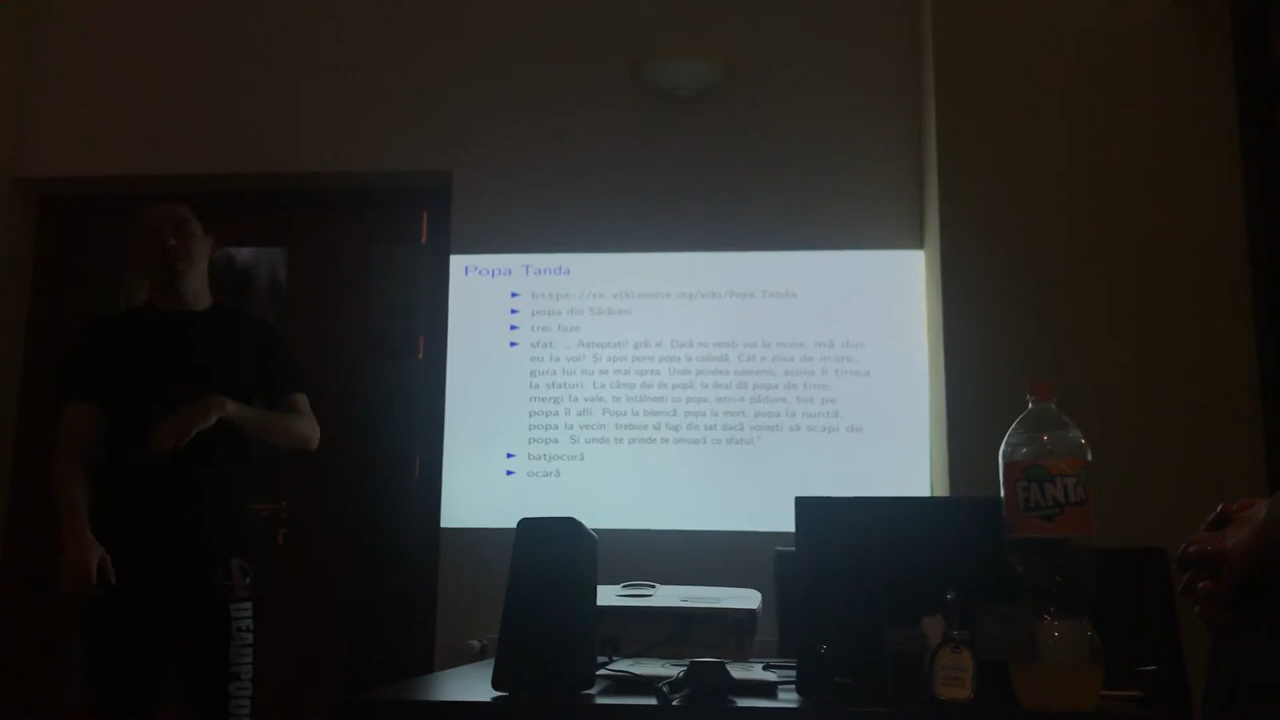 Popa Tanda
https://ro.wikisource.org/wiki/Popa_Tanda
popa din Sărăceni
trei faze
sfat: „ Așteptați! grăi el. Dacă nu veniți voi la mine, mă duc
eu la voi! Și apoi porni popa la colindă. Cât e ziua de mare,
gura lui nu se mai oprea. Unde prindea oamenii, acolo îi ținea
la sfaturi. La câmp dai de popă, la deal dă popa de tine,
mergi la vale, te întâlnești cu popa, intri-n pădure, tot pe
popa îl afli. Popa la biserică, popa la mort, popa la nuntă,
popa la vecin: trebuie să fugi din sat dacă voiești să scapi de
popa. Și unde te prinde te omoară cu sfatul."
batjocură
ocară
FANTA
DEADPOOL